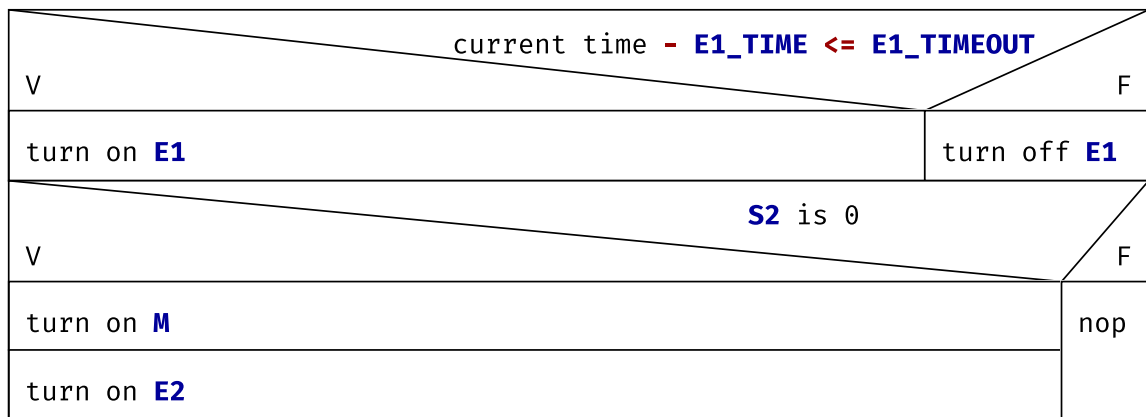 current time - E1_TIME <= E1_TIMEOUT
V F
turn on E1 turn off E1
S2 is 0
V F
turn on M nop
turn on E2